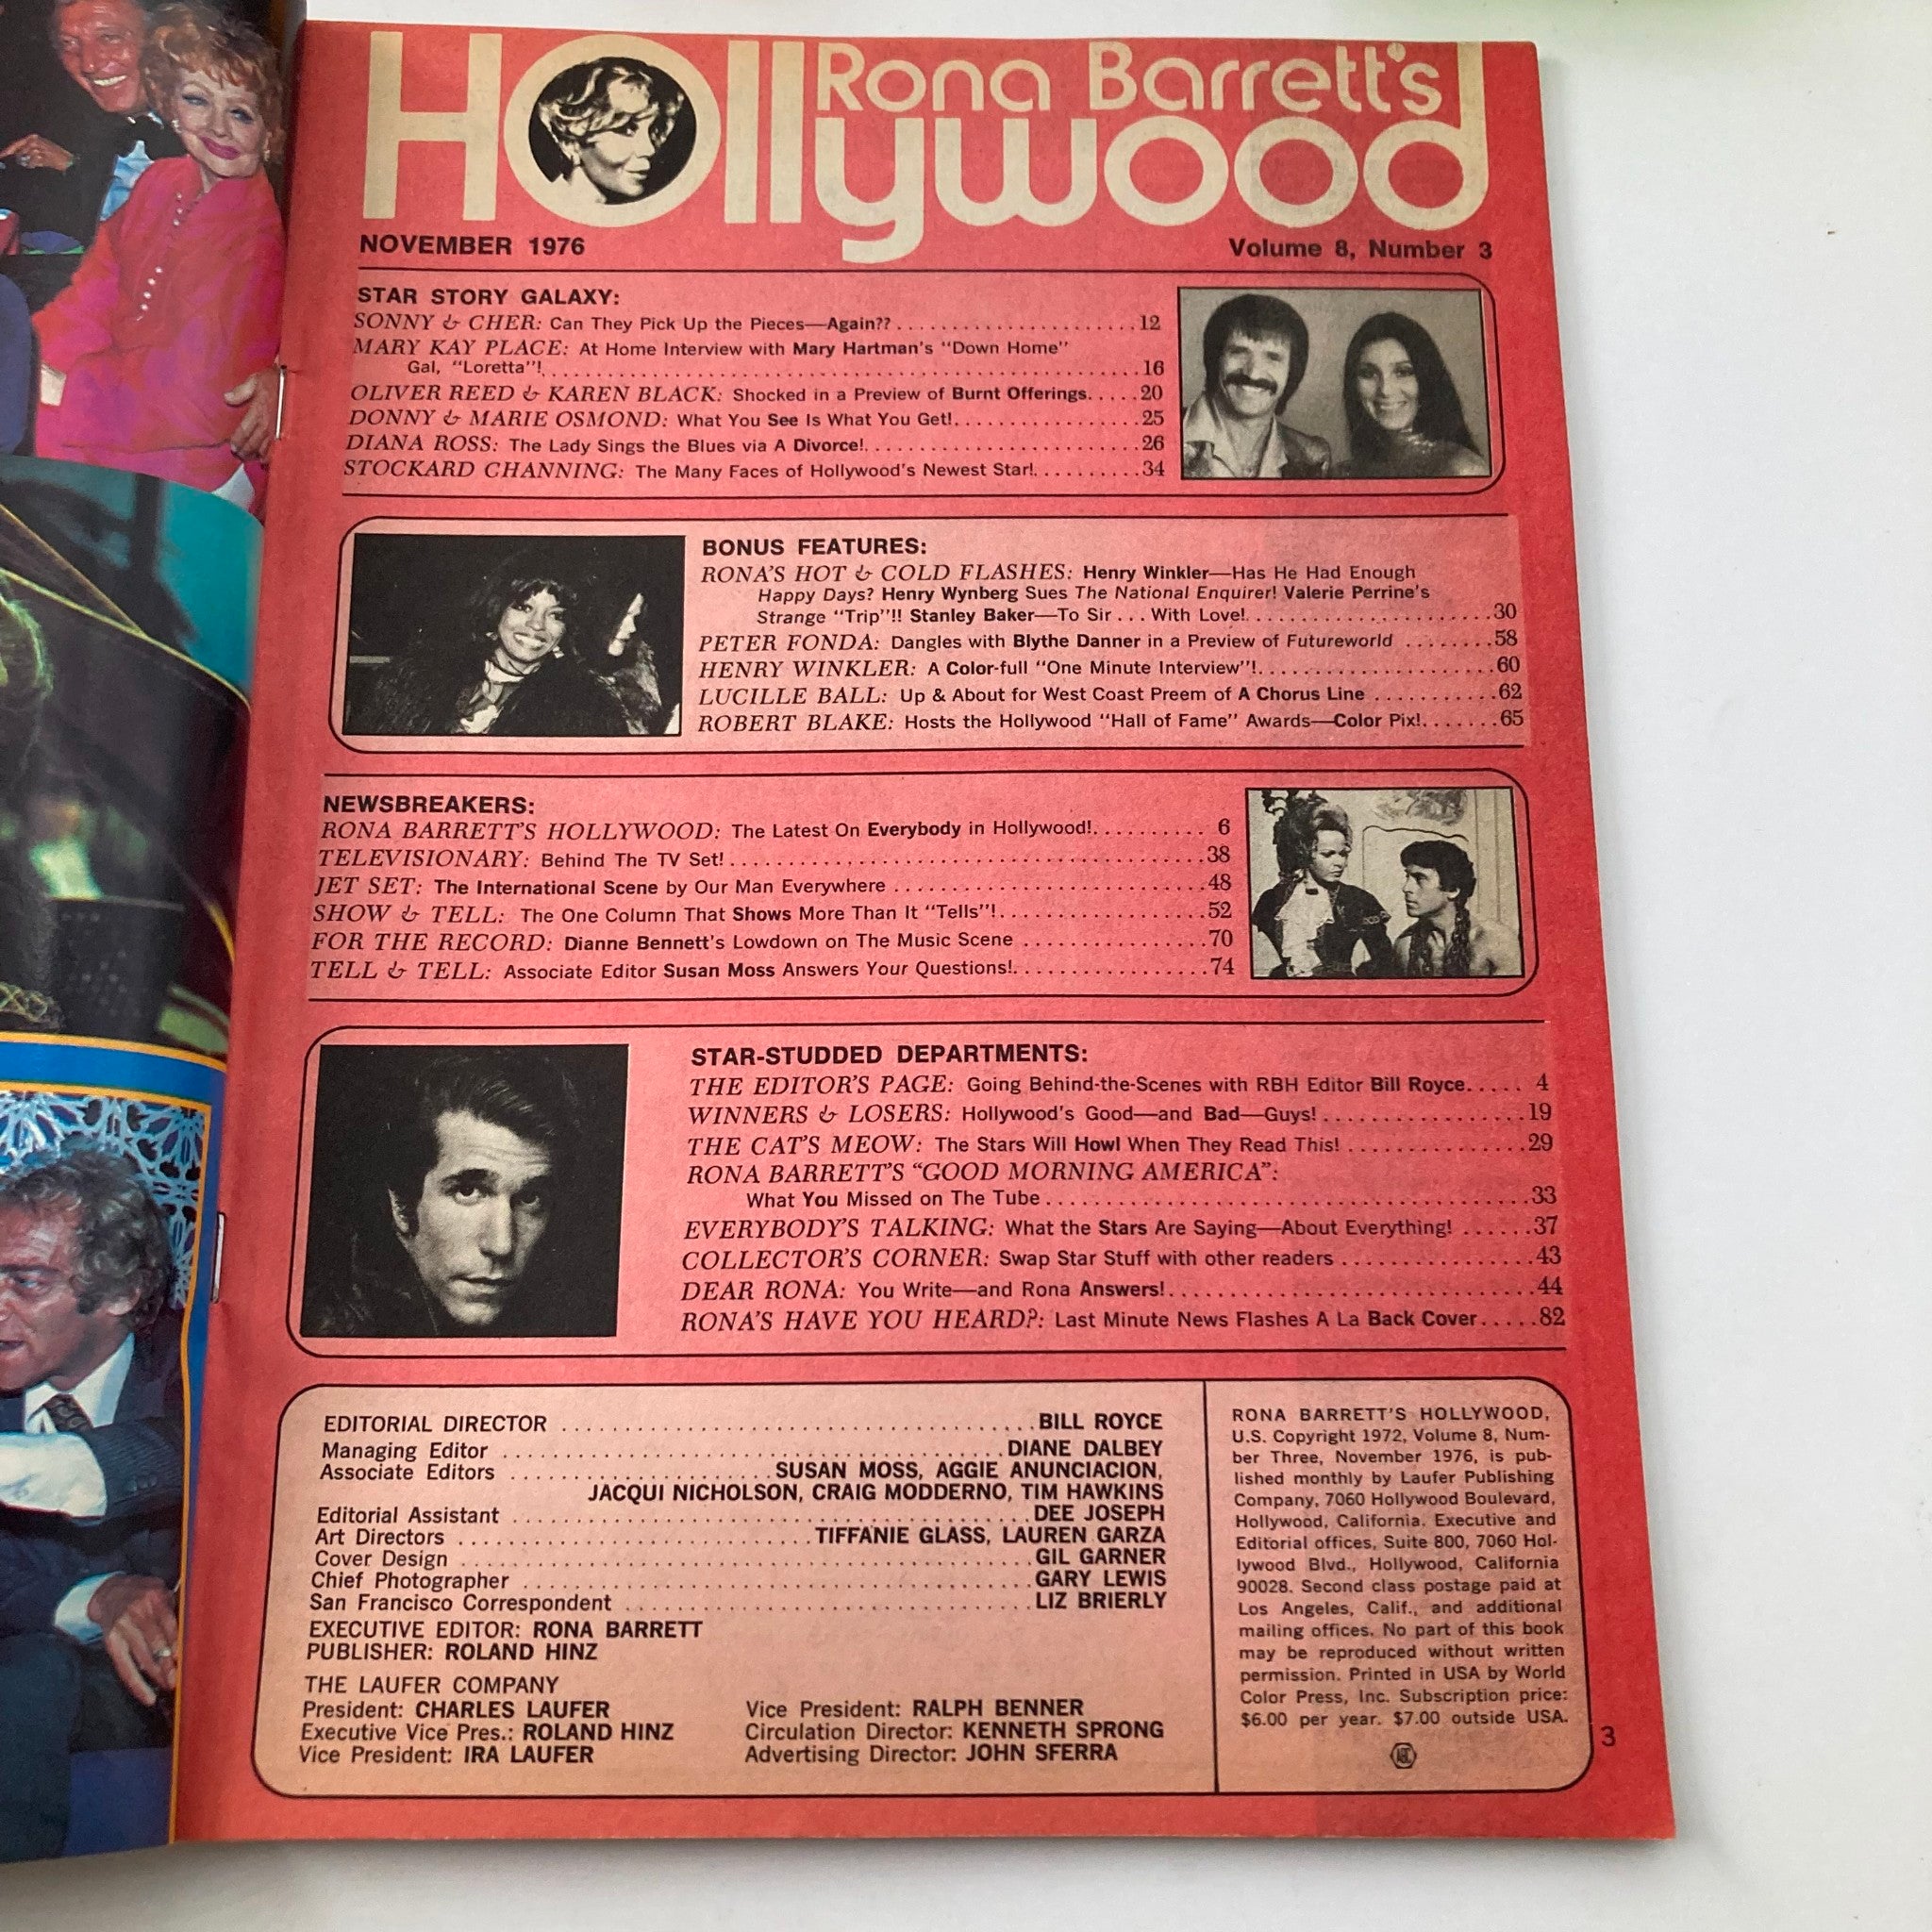 Rona Barrett's
Hollywood
NOVEMBER 1976
Volume 8, Number 3
STAR STORY GALAXY:
SONNY & CHER: Can They Pick Up the Pieces—Again?? . . . . . . . . . . . . . . . . . . . . . . 12
MARY KAY PLACE: At Home Interview with Mary Hartman's "Down Home"
Gal, "Loretta"! . . . . . . . . . . . . . . . . . . . . . . . . . . . . . . . . . . . . . . . . . . . . . . . . . . . . . 16
OLIVER REED & KAREN BLACK: Shocked in a Preview of Burnt Offerings. . . . . 20
DONNY & MARIE OSMOND: What You See Is What You Get!. . . . . . . . . . . . . . . . . 25
DIANA ROSS: The Lady Sings the Blues via A Divorce!. . . . . . . . . . . . . . . . . . . . . . . . 26
STOCKARD CHANNING: The Many Faces of Hollywood's Newest Star!. . . . . . . . . . 34
BONUS FEATURES:
RONA'S HOT & COLD FLASHES: Henry Winkler—Has He Had Enough
Happy Days? Henry Wynberg Sues The National Enquirer! Valerie Perrine's
Strange "Trip"!! Stanley Baker—To Sir . . . With Love!. . . . . . . . . . . . . . . . . . . . . . 30
PETER FONDA: Dangles with Blythe Danner in a Preview of Futureworld . . . . . . . . 58
HENRY WINKLER: A Color-full "One Minute Interview"!. . . . . . . . . . . . . . . . . . . . . 60
LUCILLE BALL: Up & About for West Coast Preem of A Chorus Line . . . . . . . . . . . 62
ROBERT BLAKE: Hosts the Hollywood "Hall of Fame" Awards—Color Pix!. . . . . . . 65
NEWSBREAKERS:
RONA BARRETT'S HOLLYWOOD: The Latest On Everybody in Hollywood!. . . . . . . . . . 6
TELEVISIONARY: Behind The TV Set! . . . . . . . . . . . . . . . . . . . . . . . . . . . . . . . . . . . . . . . . . . 38
JET SET: The International Scene by Our Man Everywhere . . . . . . . . . . . . . . . . . . . . . . . . . . . 48
SHOW & TELL: The One Column That Shows More Than It "Tells"!. . . . . . . . . . . . . . . . . . . 52
FOR THE RECORD: Dianne Bennett's Lowdown on The Music Scene . . . . . . . . . . . . . . . . . 70
TELL & TELL: Associate Editor Susan Moss Answers Your Questions!. . . . . . . . . . . . . . . . . . 74
STAR-STUDDED DEPARTMENTS:
THE EDITOR'S PAGE: Going Behind-the-Scenes with RBH Editor Bill Royce. . . . . 4
WINNERS & LOSERS: Hollywood's Good—and Bad—Guys! . . . . . . . . . . . . . . . . . 19
THE CAT'S MEOW: The Stars Will Howl When They Read This! . . . . . . . . . . . . . . . 29
RONA BARRETT'S "GOOD MORNING AMERICA":
What You Missed on The Tube . . . . . . . . . . . . . . . . . . . . . . . . . . . . . . . . . . . . . . . . . 33
EVERYBODY'S TALKING: What the Stars Are Saying—About Everything! . . . . . . 37
COLLECTOR'S CORNER: Swap Star Stuff with other readers . . . . . . . . . . . . . . . . 43
DEAR RONA: You Write—and Rona Answers!. . . . . . . . . . . . . . . . . . . . . . . . . . . . . . . . . 44
RONA'S HAVE YOU HEARD?: Last Minute News Flashes A La Back Cover. . . . . 82
EDITORIAL DIRECTOR . . . . . . . . . . . . . . . . . . . . . . . . . . . . . . . . . . . . . . . BILL ROYCE
Managing Editor . . . . . . . . . . . . . . . . . . . . . . . . . . . . . . . . . . . . . . . . . DIANE DALBEY
Associate Editors . . . . . . . . . . . . . . . . . . . . . SUSAN MOSS, AGGIE ANUNCIACION,
JACQUI NICHOLSON, CRAIG MODDERNO, TIM HAWKINS
Editorial Assistant . . . . . . . . . . . . . . . . . . . . . . . . . . . . . . . . . . . . . . . . . . DEE JOSEPH
Art Directors . . . . . . . . . . . . . . . . . . . . . . . . . . . . . . TIFFANIE GLASS, LAUREN GARZA
Cover Design . . . . . . . . . . . . . . . . . . . . . . . . . . . . . . . . . . . . . . . . . . . . . . GIL GARNER
Chief Photographer . . . . . . . . . . . . . . . . . . . . . . . . . . . . . . . . . . . . . . . . . GARY LEWIS
San Francisco Correspondent . . . . . . . . . . . . . . . . . . . . . . . . . . . . . . . . . LIZ BRIERLY
EXECUTIVE EDITOR: RONA BARRETT
PUBLISHER: ROLAND HINZ
THE LAUFER COMPANY
President: CHARLES LAUFER
Executive Vice Pres.: ROLAND HINZ
Vice President: IRA LAUFER
Vice President: RALPH BENNER
Circulation Director: KENNETH SPRONG
Advertising Director: JOHN SFERRA
RONA BARRETT'S HOLLYWOOD,
U.S. Copyright 1972, Volume 8, Num-
ber Three, November 1976, is pub-
lished monthly by Laufer Publishing
Company, 7060 Hollywood Boulevard,
Hollywood, California. Executive and
Editorial offices, Suite 800, 7060 Hol-
lywood Blvd., Hollywood, California
90028. Second class postage paid at
Los Angeles, Calif., and additional
mailing offices. No part of this book
may be reproduced without written
permission. Printed in USA by World
Color Press, Inc. Subscription price:
$6.00 per year. $7.00 outside USA.
ABC
3